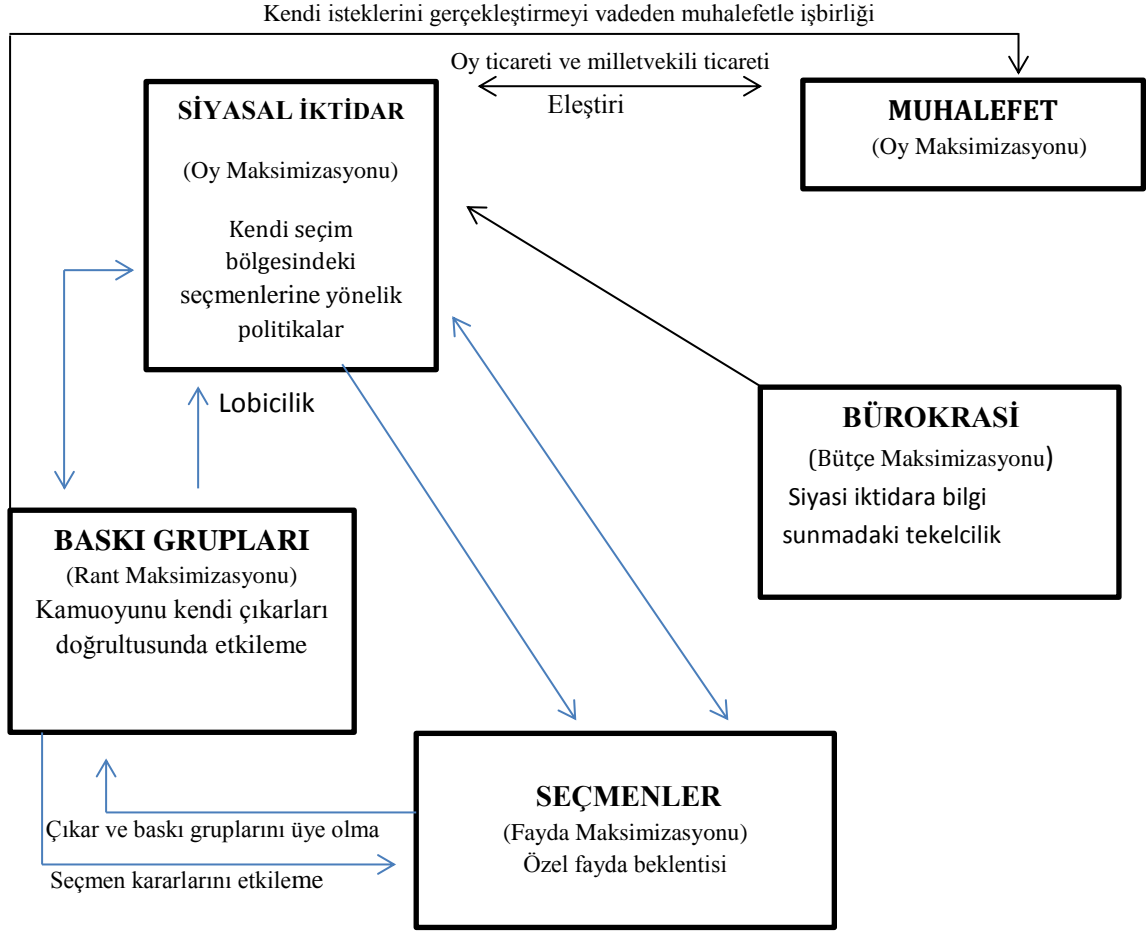 Kendi isteklerini gerçekleştirmeyi vadeden muhalefetle işbirliği
Oy ticareti ve milletvekili ticareti
Eleştiri
SİYASAL İKTİDAR
(Oy Maksimizasyonu)
Kendi seçim
bölgesindeki
seçmenlerine yönelik
politikalar
MUHALEFET
(Oy Maksimizasyonu)
Lobicilik
BÜROKRASİ
(Bütçe Maksimizasyonu)
Siyasi iktidara bilgi
sunmadaki tekelcilik
BASKI GRUPLARI
(Rant Maksimizasyonu)
Kamuoyunu kendi çıkarları
doğrultusunda etkileme
SEÇMENLER
(Fayda Maksimizasyonu)
Özel fayda beklentisi
Çıkar ve baskı gruplarını üye olma
Seçmen kararlarını etkileme